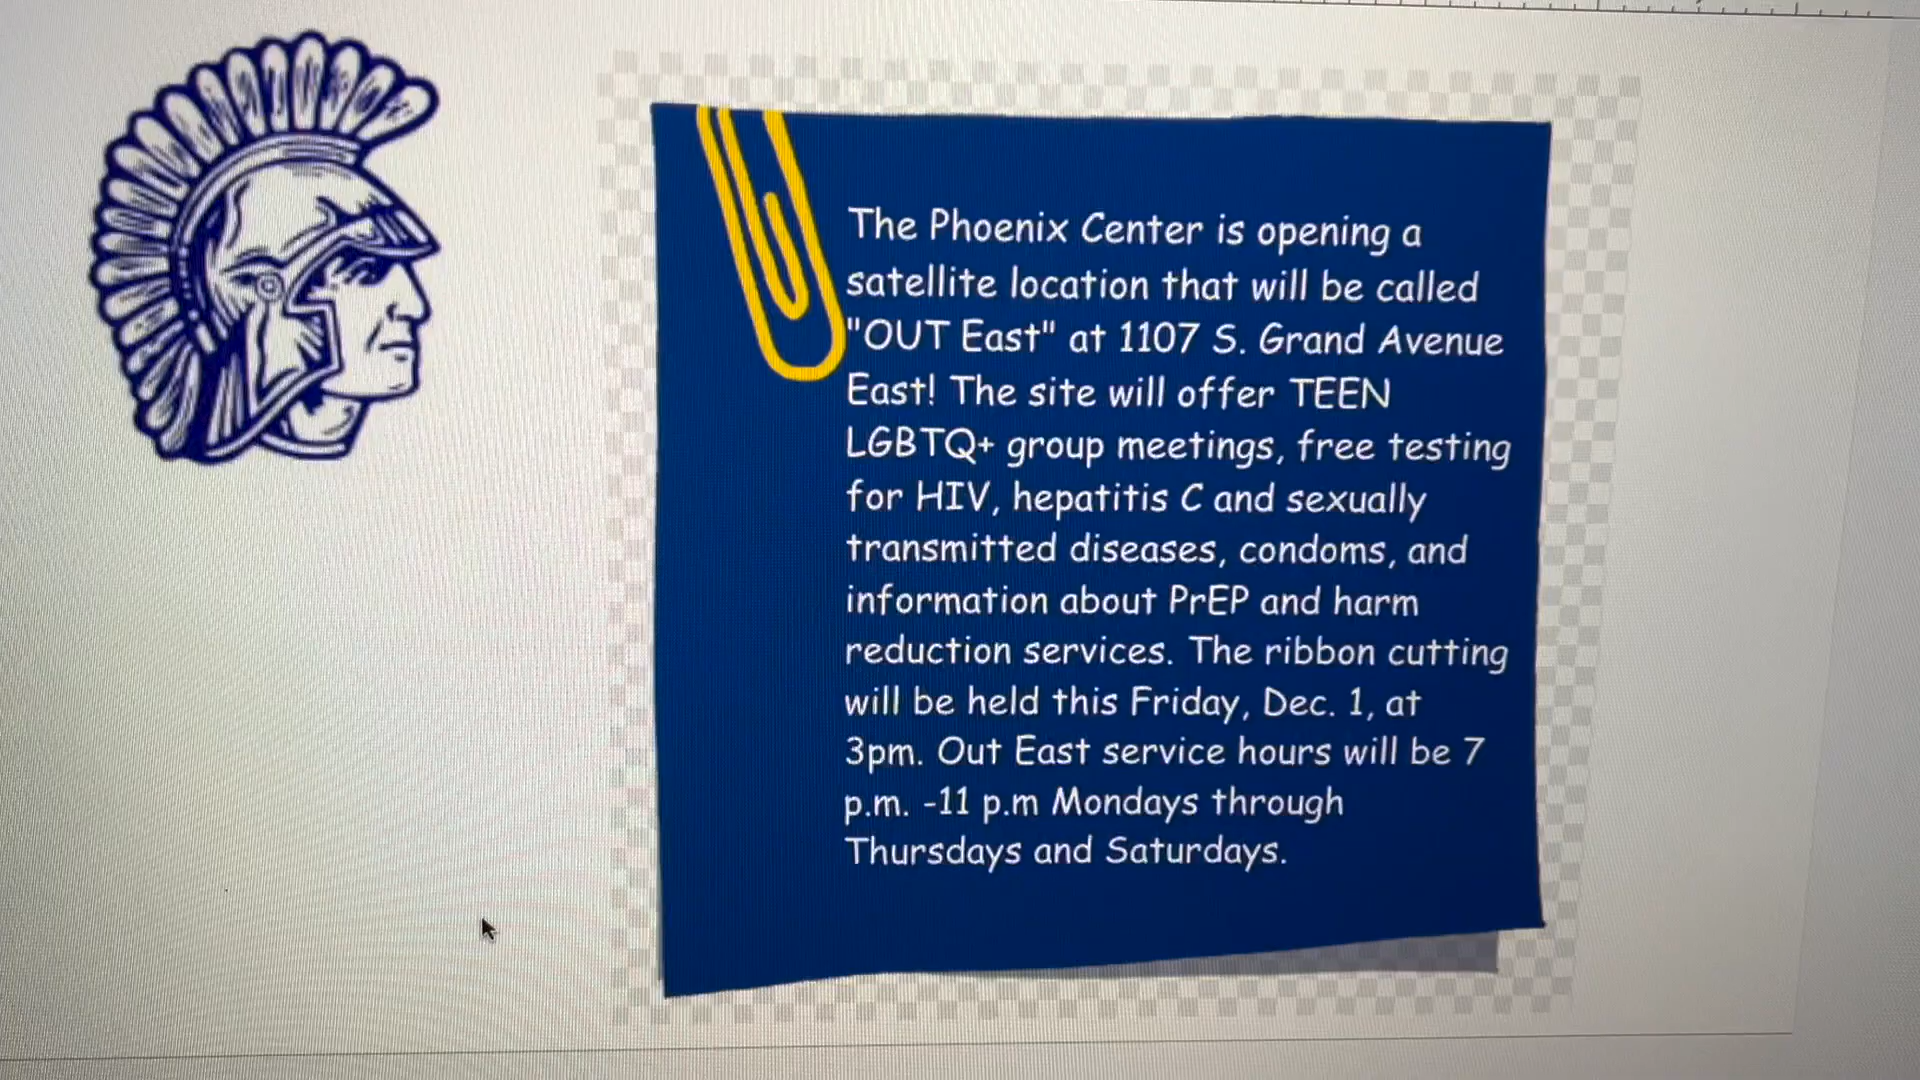 The Phoenix Center is opening a
satellite location that will be called
"OUT East" at 1107 S. Grand Avenue
East! The site will offer TEEN
LGBTQ+ group meetings, free testing
for HIV, hepatitis C and sexually
transmitted diseases, condoms, and
information about PrEP and harm
reduction services. The ribbon cutting
will be held this Friday, Dec. 1, at
3pm. Out East service hours will be 7
p.m. -11 p.m Mondays through
Thursdays and Saturdays.